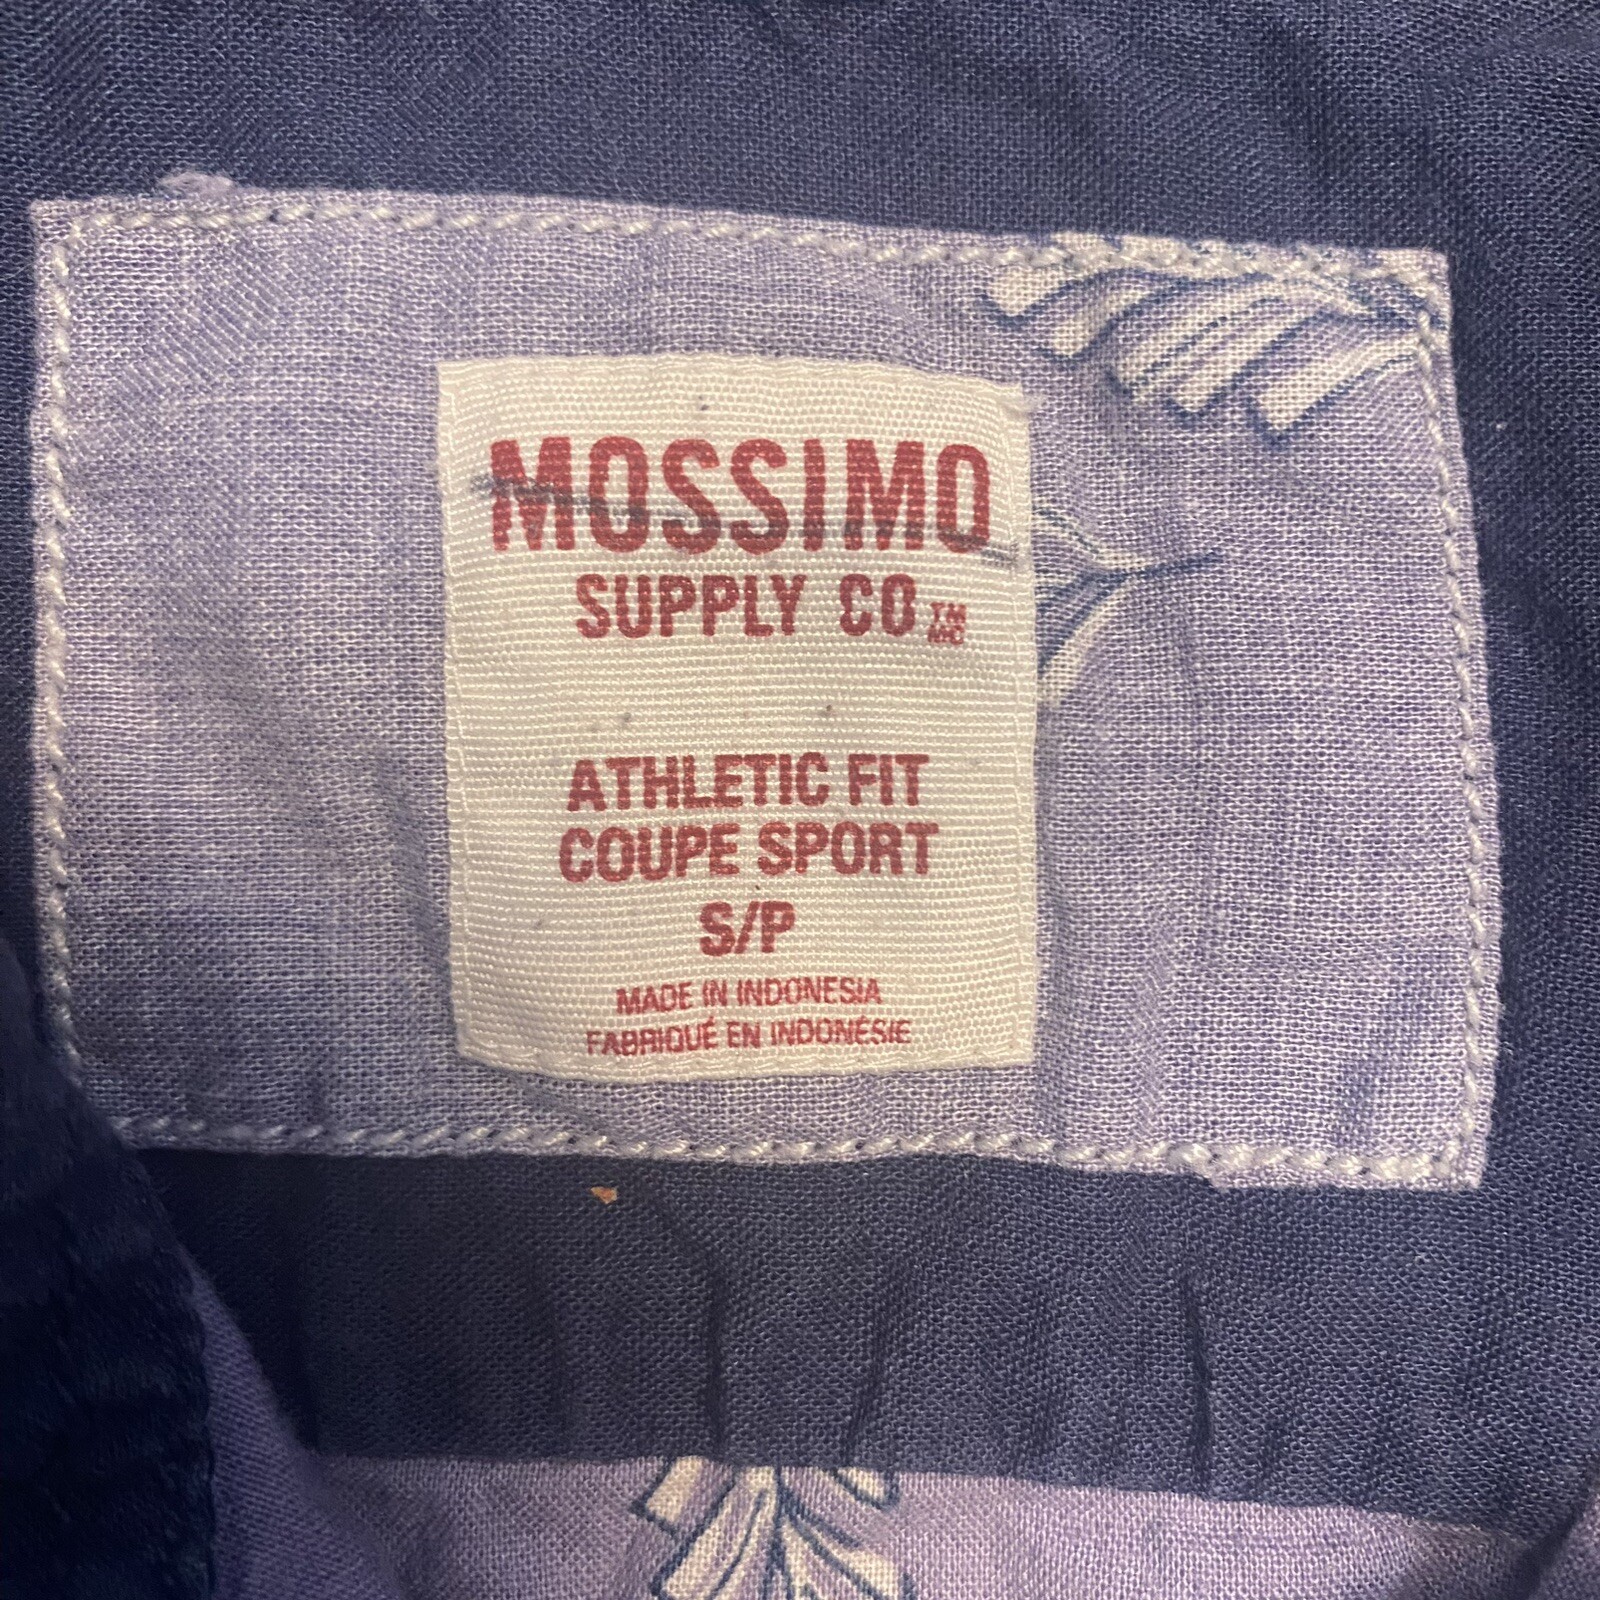 MOSSIMO
SUPPLY CO TM MC
ATHLETIC FIT
COUPE SPORT
S/P
MADE IN INDONESIA
FABRIQUÉ EN INDONÉSIE